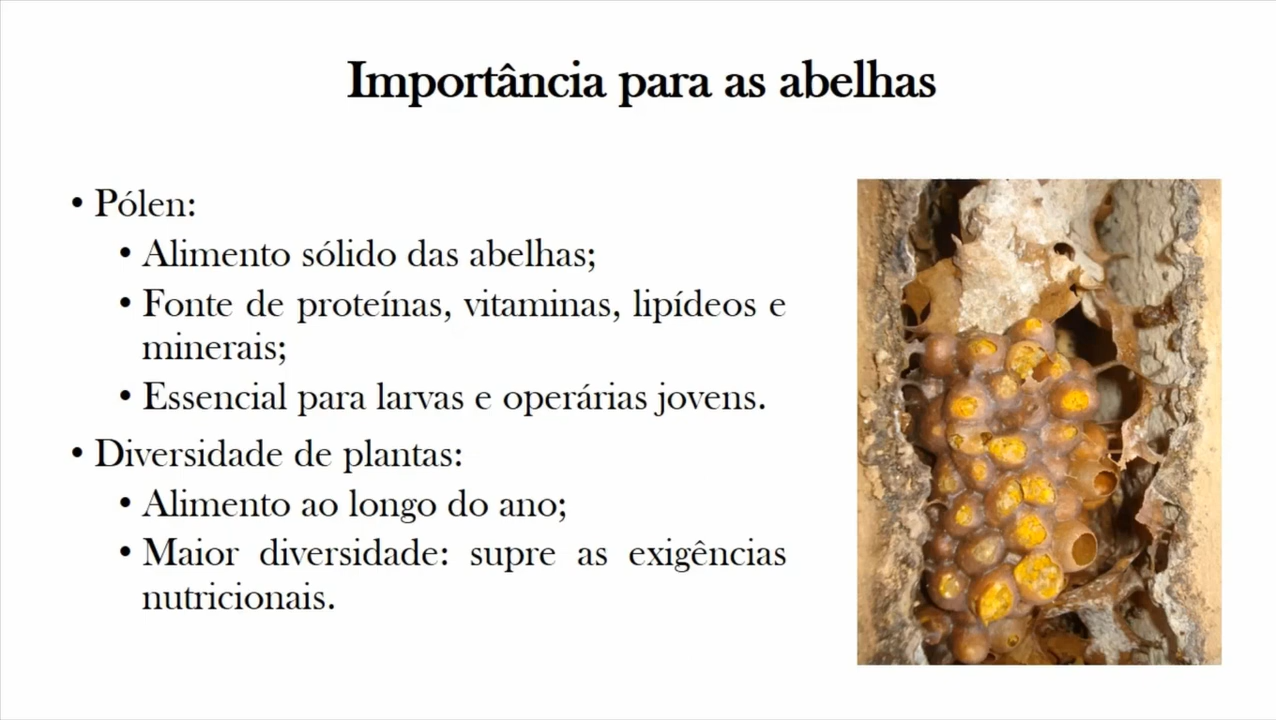 Importância para as abelhas
• Pólen:
• Alimento sólido das abelhas;
• Fonte de proteínas, vitaminas, lipídeos e
minerais;
• Essencial para larvas e operárias jovens.
• Diversidade de plantas:
• Alimento ao longo do ano;
• Maior diversidade: supre as exigências
nutricionais.